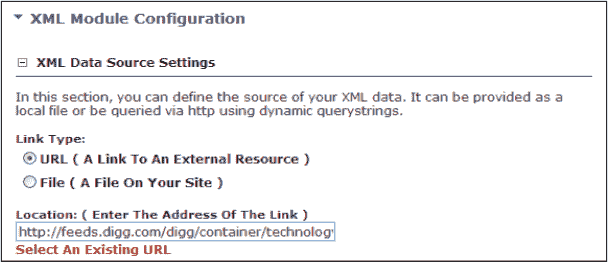 XML Module Configuration
XML Data Source Settings
In this section, you can define the source of your XML data. It can be provided as a
local file or be queried via http using dynamic querystrings.
Link Type:
URL ( A Link To An External Resource )
File ( A File On Your Site )
Location: ( Enter The Address Of The Link )
http://feeds.digg.com/digg/container/technology
Select An Existing URL